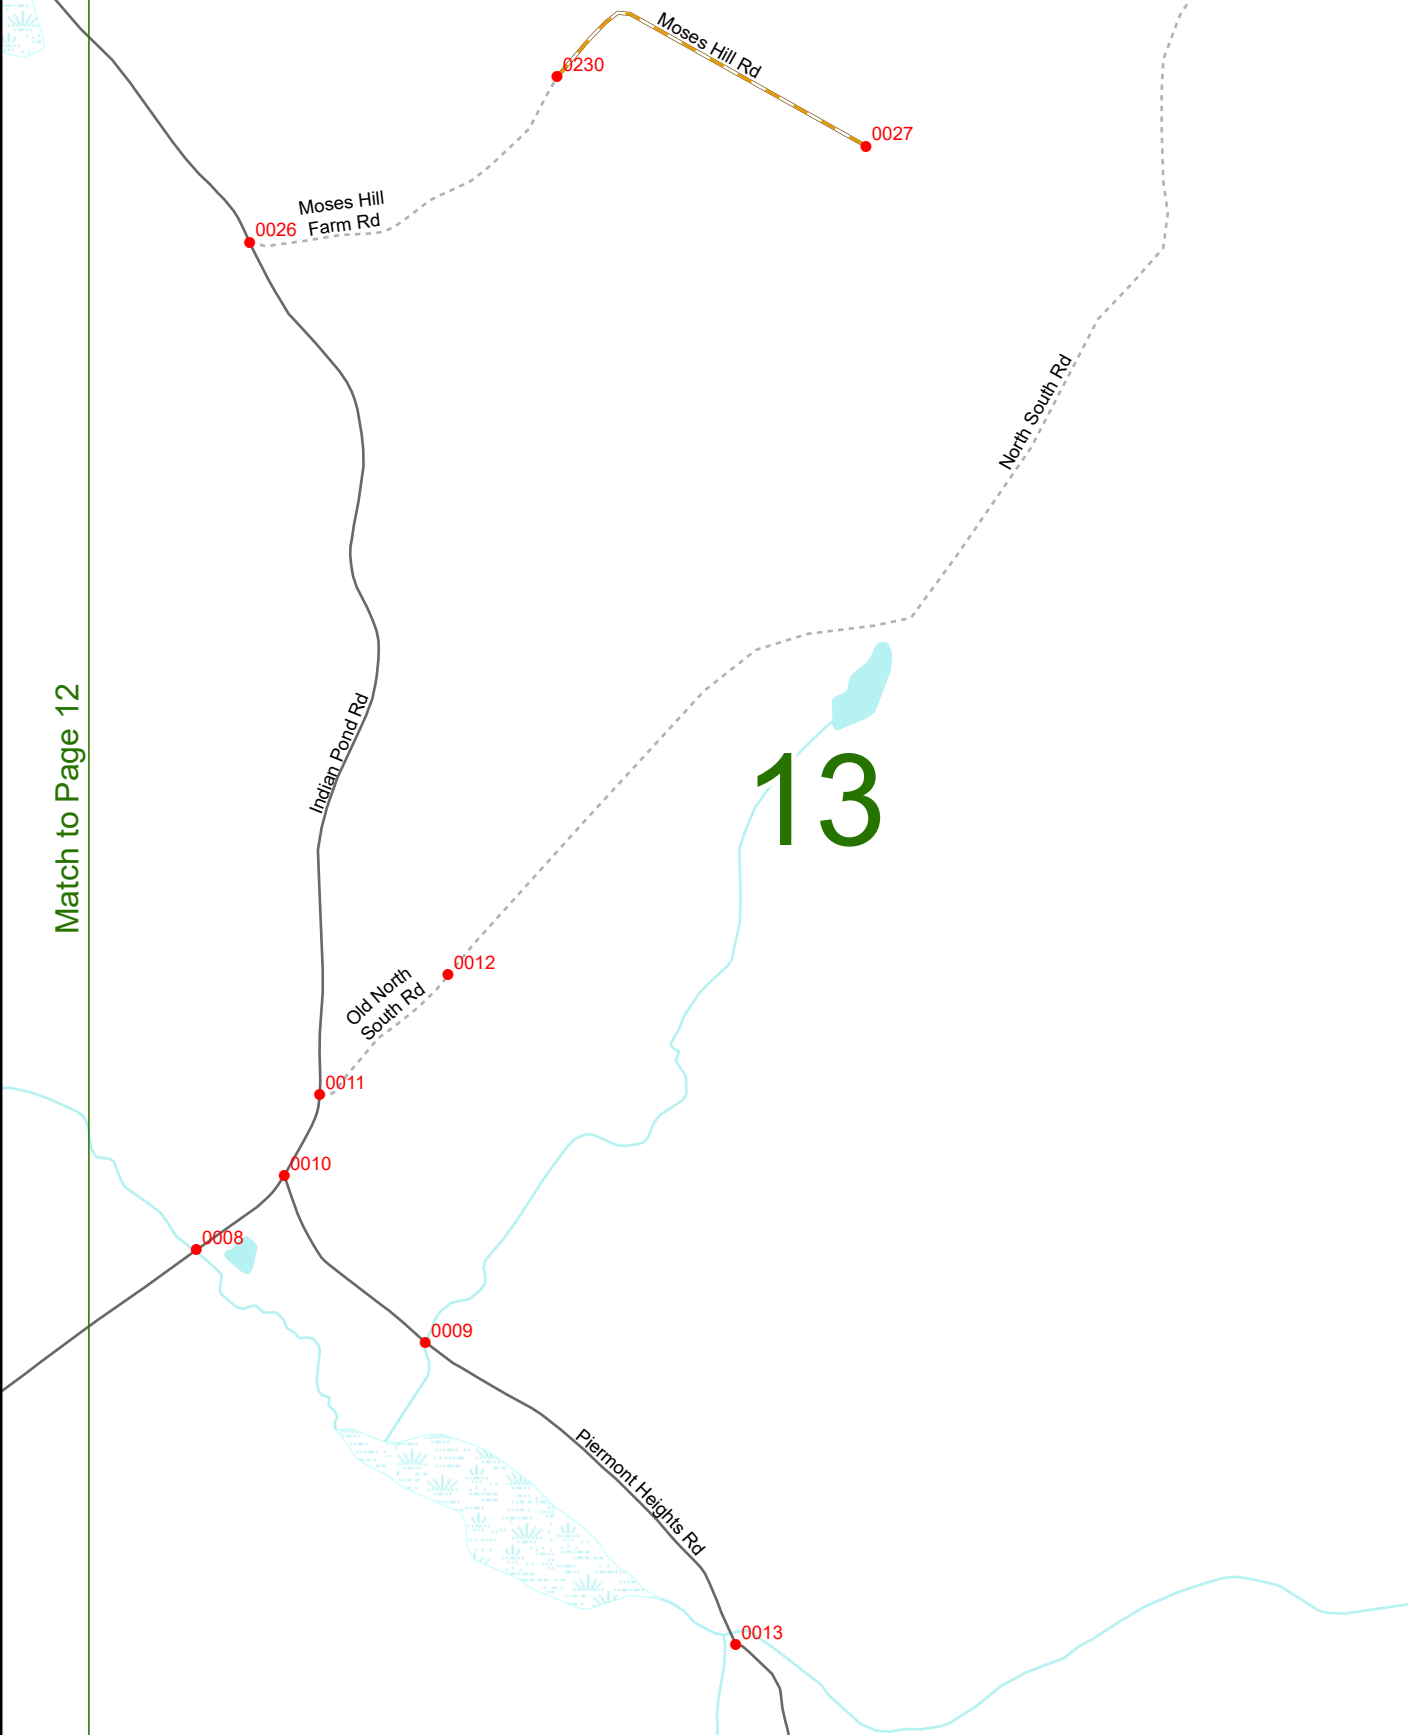 Moses Hill Rd
0230
0027
Moses Hill
Farm Rd
0026
North South Rd
Match to Page 12
Indian Pond Rd
13
0012
Old North
South Rd
0011
0010
0008
0009
Piermont Heights Rd
0013